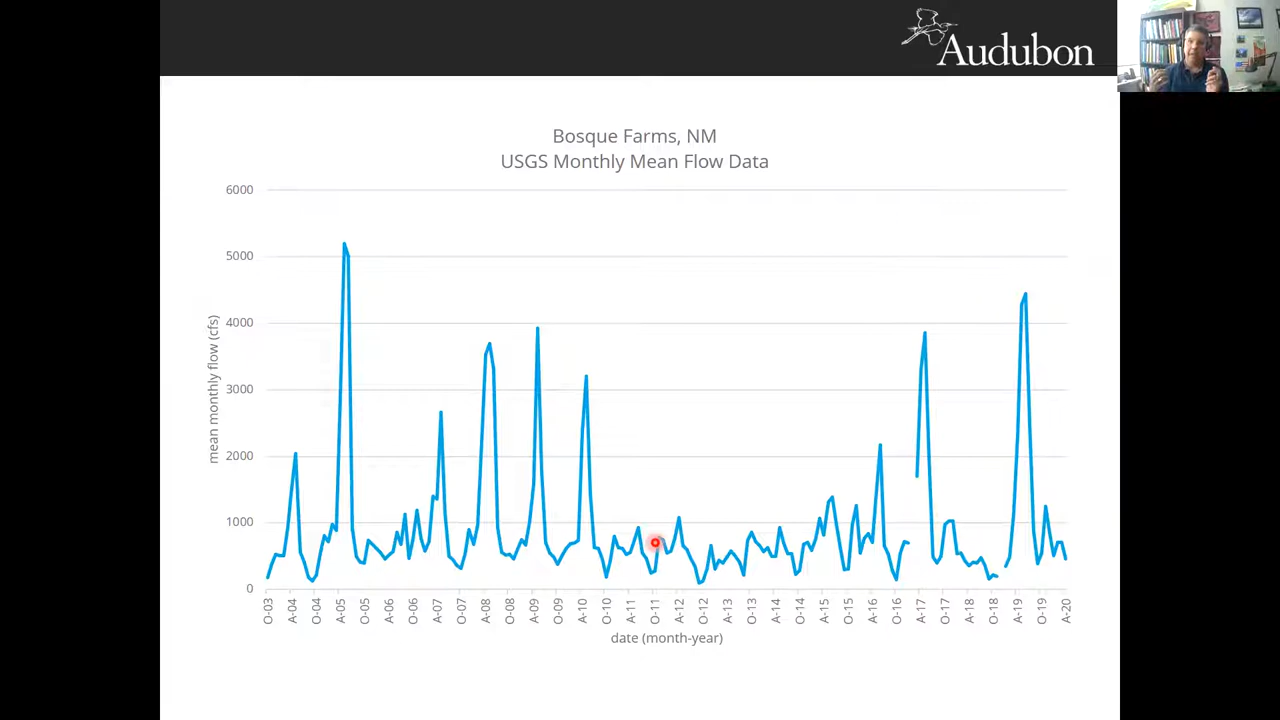 Audubon
Bosque Farms, NM
USGS Monthly Mean Flow Data
mean monthly flow (cfs)
6000
5000
4000
3000
2000
1000
0
O-03 A-04 O-04 A-05 O-05 A-06 O-06 A-07 O-07 A-08 O-08 A-09 O-09 A-10 O-10 A-11 O-11 A-12 O-12 A-13 O-13 A-14 O-14 A-15 O-15 A-16 O-16 A-17 O-17 A-18 O-18 A-19 O-19 A-20
date (month-year)